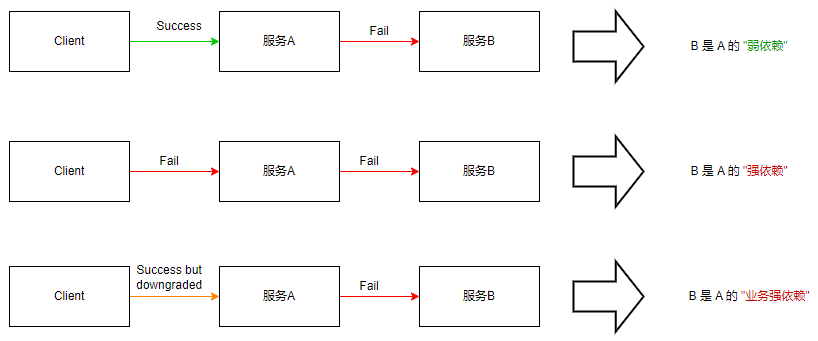 Client
Success
服务A
Fail
服务B
B 是 A 的 "弱依赖"
Client
Fail
服务A
Fail
服务B
B 是 A 的 "强依赖"
Client
Success but
downgraded
服务A
Fail
服务B
B 是 A 的 "业务强依赖"